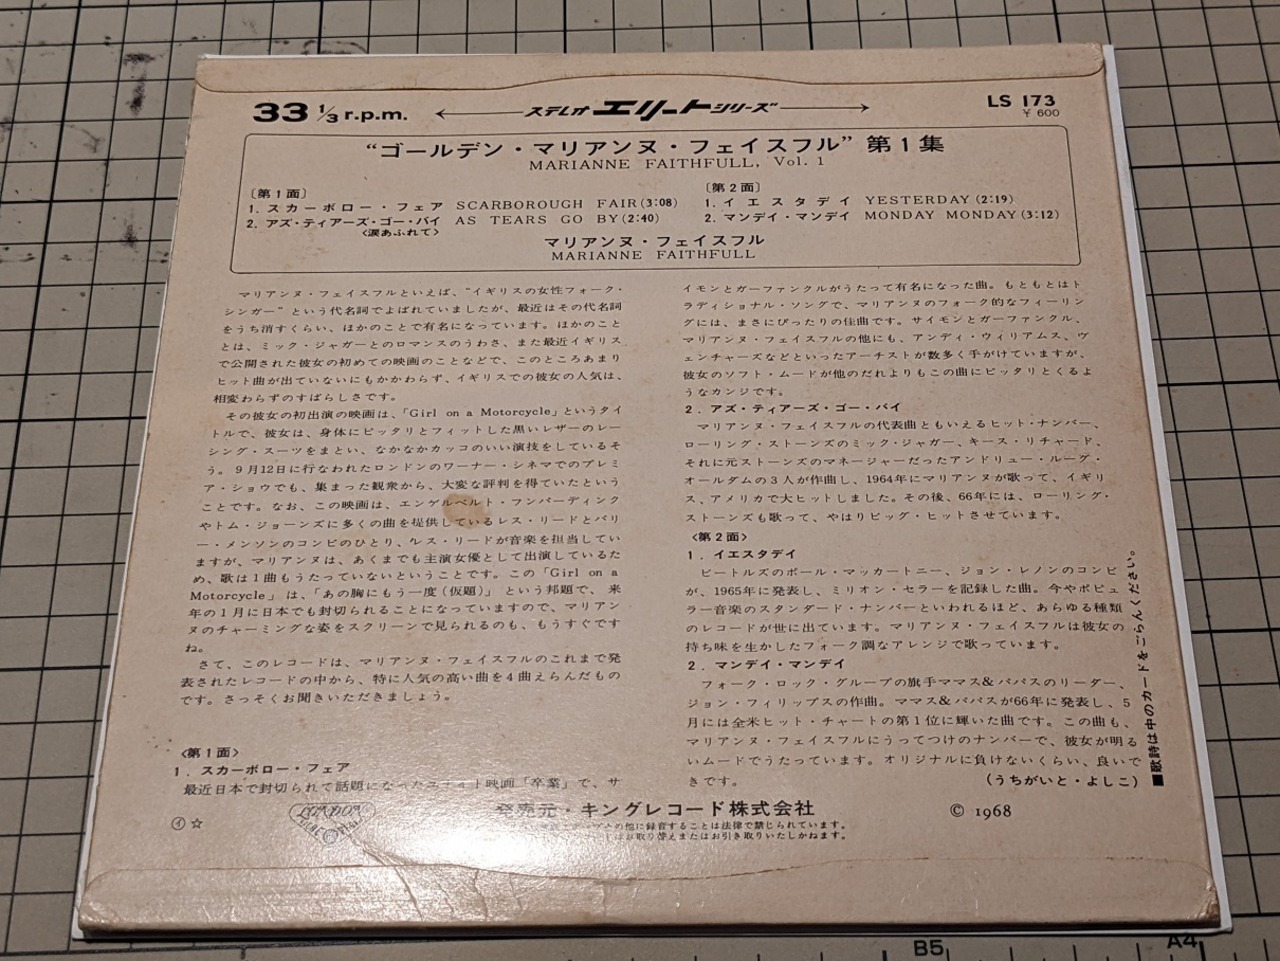 33 1/3 r.p.m. ステレオ エリート シリーズ LS 173
¥ 600
“ゴールデン・マリアンヌ・フェイスフル” 第1集
MARIANNE FAITHFULL, Vol. 1
〔第1面〕
1. スカーボロー・フェア SCARBOROUGH FAIR(3:08)
2. アズ・ティアーズ・ゴー・バイ AS TEARS GO BY(2:40)
<涙あふれて>
〔第2面〕
1. イエスタデイ YESTERDAY(2:19)
2. マンデイ・マンデイ MONDAY MONDAY(3:12)
マリアンヌ・フェイスフル
MARIANNE FAITHFULL
マリアンヌ・フェイスフルといえば、“イギリスの女性フォーク・
シンガー” という代名詞でよばれていましたが、最近はその代名詞
をうち消すくらい、ほかのことで有名になっています。ほかのこと
とは、ミック・ジャガーとのロマンスのうわさ、また最近イギリス
で公開された彼女の初めての映画のことなどで、このところあまり
ヒット曲が出ていないにもかかわらず、イギリスでの彼女の人気は、
相変わらずのすばらしさです。
その彼女の初出演の映画は、「Girl on a Motorcycle」というタイ
トルで、彼女は、身体にピッタリとフィットした黒いレザーのレー
シング・スーツをまとい、なかなかカッコのいい演技をしているそ
う。9月12日に行なわれたロンドンのワーナー・シネマでのプレミ
ア・ショウでも、集まった観衆から、大変な評判を得ていたという
ことです。なお、この映画は、エンゲルベルト・フンパーディンク
やトム・ジョーンズに多くの曲を提供しているレス・リードとバリ
ー・メンソンのコンビのひとり、レス・リードが音楽を担当してい
ますが、マリアンヌは、あくまでも主演女優として出演しているた
め、歌は1曲もうたっていないということです。この「Girl on a
Motorcycle」は、「あの胸にもう一度(仮題)」という邦題で、来
年の1月に日本でも封切られることになっていますので、マリアン
ヌのチャーミングな姿をスクリーンで見られるのも、もうすぐです
ね。
さて、このレコードは、マリアンヌ・フェイスフルのこれまで発
表されたレコードの中から、特に人気の高い曲を4曲えらんだもの
です。さっそくお聞きいただきましょう。
<第1面>
1. スカーボロー・フェア
最近日本で封切られて話題になったユナイト映画「卒業」で、サ
イモンとガーファンクルがうたって有名になった曲。もともとはト
ラディショナル・ソングで、マリアンヌのフォーク的なフィーリン
グには、まさにぴったりの佳曲です。サイモンとガーファンクル、
マリアンヌ・フェイスフルの他にも、アンディ・ウィリアムス、ヴ
ェンチャーズなどといったアーチストが数多く手がけていますが、
彼女のソフト・ムードが他のだれよりもこの曲にピッタリとくるよ
うなカンジです。
2. アズ・ティアーズ・ゴー・バイ
マリアンヌ・フェイスフルの代表曲ともいえるヒット・ナンバー、
ローリング・ストーンズのミック・ジャガー、キース・リチャード、
それに元ストーンズのマネージャーだったアンドリュー・ルーグ・
オールダムの3人が作曲し、1964年にマリアンヌが歌って、イギリ
ス、アメリカで大ヒットしました。その後、66年には、ローリング・
ストーンズも歌って、やはりビッグ・ヒットさせています。
<第2面>
1. イエスタデイ
ビートルズのポール・マッカートニー、ジョン・レノンのコンビ
が、1965年に発表し、ミリオン・セラーを記録した曲。今やポピュ
ラー音楽のスタンダード・ナンバーといわれるほど、あらゆる種類
のレコードが世に出ています。マリアンヌ・フェイスフルは彼女の
持ち味を生かしたフォーク調なアレンジで歌っています。
2. マンデイ・マンデイ
フォーク・ロック・グループの旗手ママス&パパスのリーダー、
ジョン・フィリップスの作曲。ママス&パパスが66年に発表し、5
月には全米ヒット・チャートの第1位に輝いた曲です。この曲も、
マリアンヌ・フェイスフルにうってつけのナンバーで、彼女が明る
いムードでうたっています。オリジナルに負けないくらい、良いで
きです。 (うちがいと・よしこ)
■歌詩は中のカードをごらんください。
イ ☆
LONDON
発売元・キングレコード株式会社
© 1968
の他に録音することは法律で禁じられています。
取り替えまたはお引き取りいたしかねます。
B5 A4